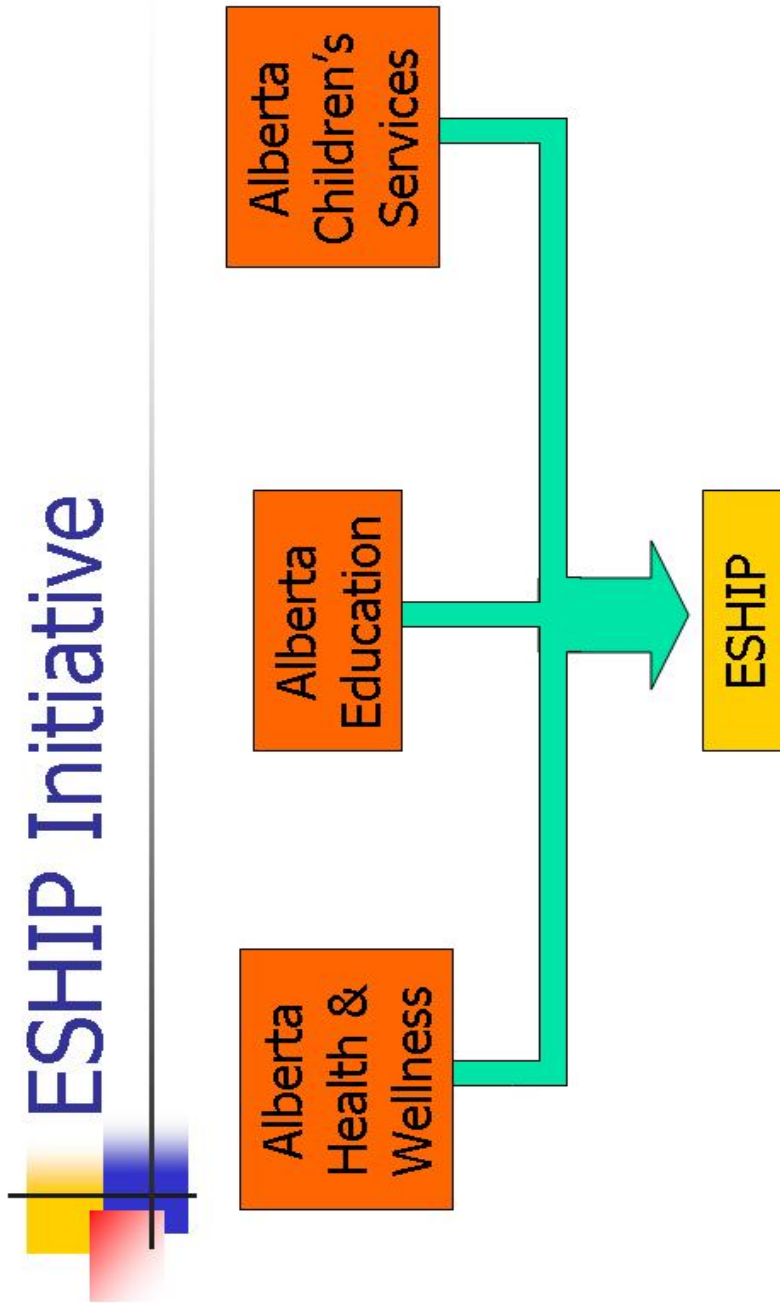 ESHIP Initiative
Alberta
Health &
Wellness
Alberta
Education
Alberta
Children's
Services
ESHIP